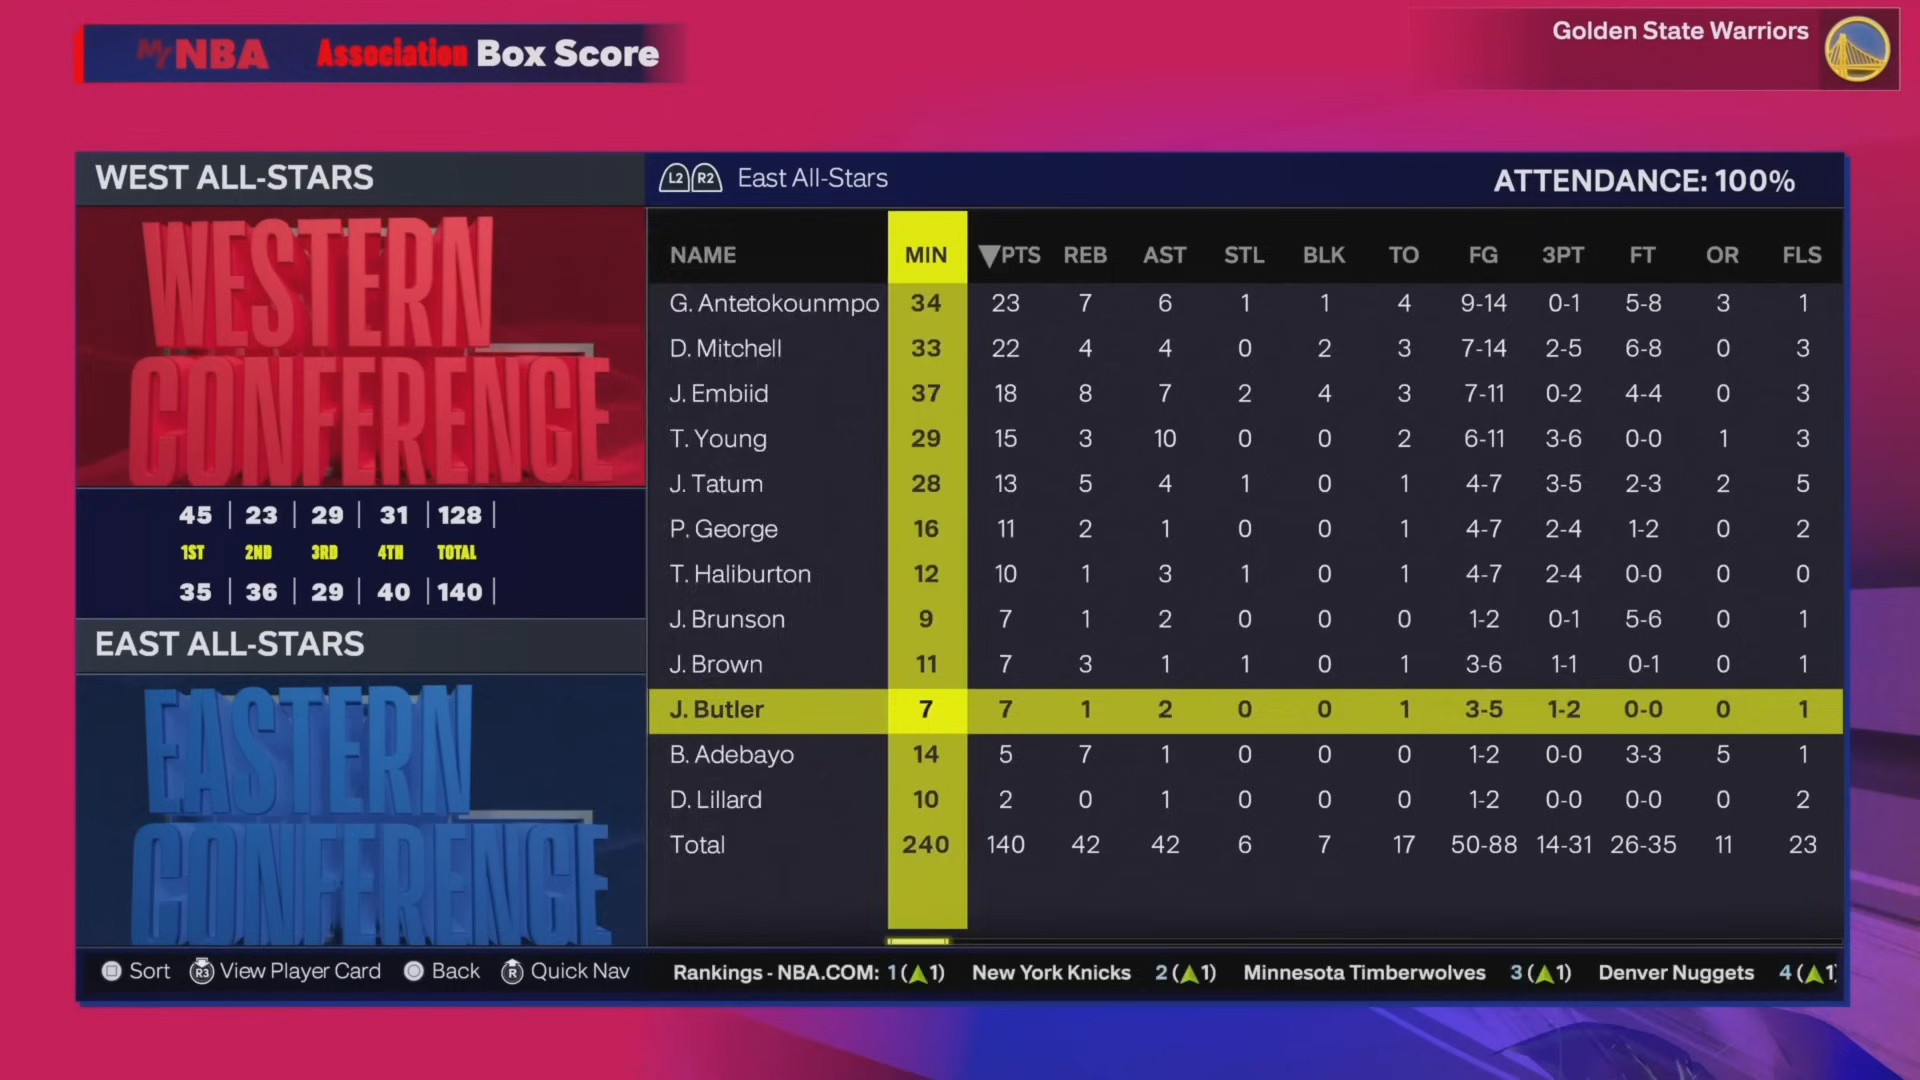 MyNBA Association Box Score
Golden State Warriors
WEST ALL-STARS
WESTERN
CONFERENCE
45 | 23 | 29 | 31 | 128 |
1ST 2ND 3RD 4TH TOTAL
35 | 36 | 29 | 40 | 140 |
EAST ALL-STARS
EASTERN
CONFERENCE
L2 R2 East All-Stars ATTENDANCE: 100%
NAME MIN ▼PTS REB AST STL BLK TO FG 3PT FT OR FLS
G. Antetokounmpo 34 23 7 6 1 1 4 9-14 0-1 5-8 3 1
D. Mitchell 33 22 4 4 0 2 3 7-14 2-5 6-8 0 3
J. Embiid 37 18 8 7 2 4 3 7-11 0-2 4-4 0 3
T. Young 29 15 3 10 0 0 2 6-11 3-6 0-0 1 3
J. Tatum 28 13 5 4 1 0 1 4-7 3-5 2-3 2 5
P. George 16 11 2 1 0 0 1 4-7 2-4 1-2 0 2
T. Haliburton 12 10 1 3 1 0 1 4-7 2-4 0-0 0 0
J. Brunson 9 7 1 2 0 0 0 1-2 0-1 5-6 0 1
J. Brown 11 7 3 1 1 0 1 3-6 1-1 0-1 0 1
J. Butler 7 7 1 2 0 0 1 3-5 1-2 0-0 0 1
B. Adebayo 14 5 7 1 0 0 0 1-2 0-0 3-3 5 1
D. Lillard 10 2 0 1 0 0 0 1-2 0-0 0-0 0 2
Total 240 140 42 42 6 7 17 50-88 14-31 26-35 11 23
Sort R3 View Player Card Back R Quick Nav
Rankings - NBA.COM: 1 (▲1) New York Knicks 2 (▲1) Minnesota Timberwolves 3 (▲1) Denver Nuggets 4 (▲1)